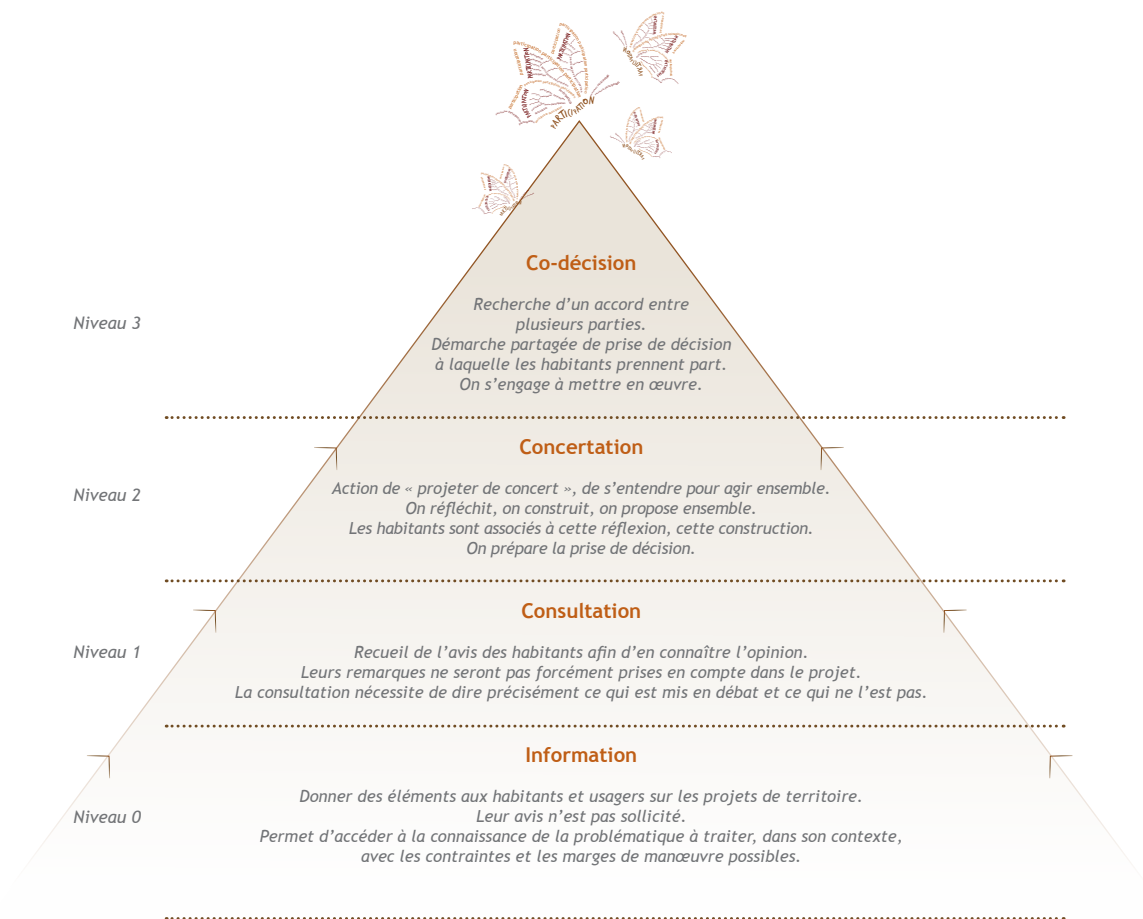 PARTICIPATION
Co-décision
Niveau 3
Recherche d’un accord entre
plusieurs parties.
Démarche partagée de prise de décision
à laquelle les habitants prennent part.
On s’engage à mettre en œuvre.
Concertation
Niveau 2
Action de « projeter de concert », de s’entendre pour agir ensemble.
On réfléchit, on construit, on propose ensemble.
Les habitants sont associés à cette réflexion, cette construction.
On prépare la prise de décision.
Consultation
Niveau 1
Recueil de l’avis des habitants afin d’en connaître l’opinion.
Leurs remarques ne seront pas forcément prises en compte dans le projet.
La consultation nécessite de dire précisément ce qui est mis en débat et ce qui ne l’est pas.
Information
Niveau 0
Donner des éléments aux habitants et usagers sur les projets de territoire.
Leur avis n’est pas sollicité.
Permet d’accéder à la connaissance de la problématique à traiter, dans son contexte,
avec les contraintes et les marges de manœuvre possibles.